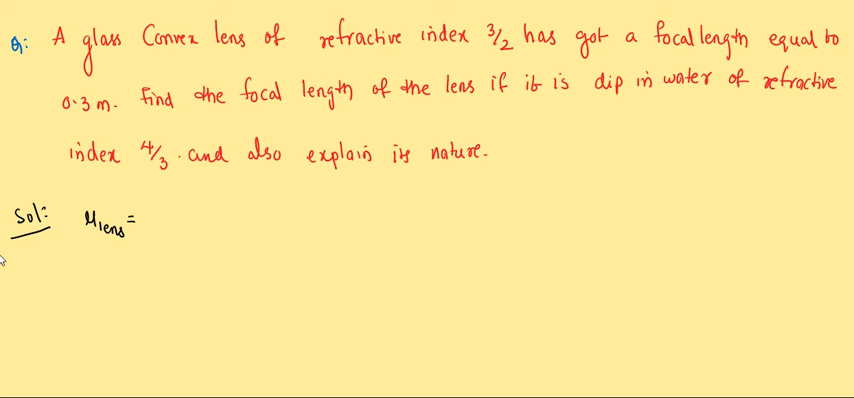 Q: A glass Convex lens of refractive index 3/2 has got a focal length equal to
0.3 m. Find the focal length of the lens if it is dip in water of refractive
index 4/3. and also explain its nature.
Sol: μlens =